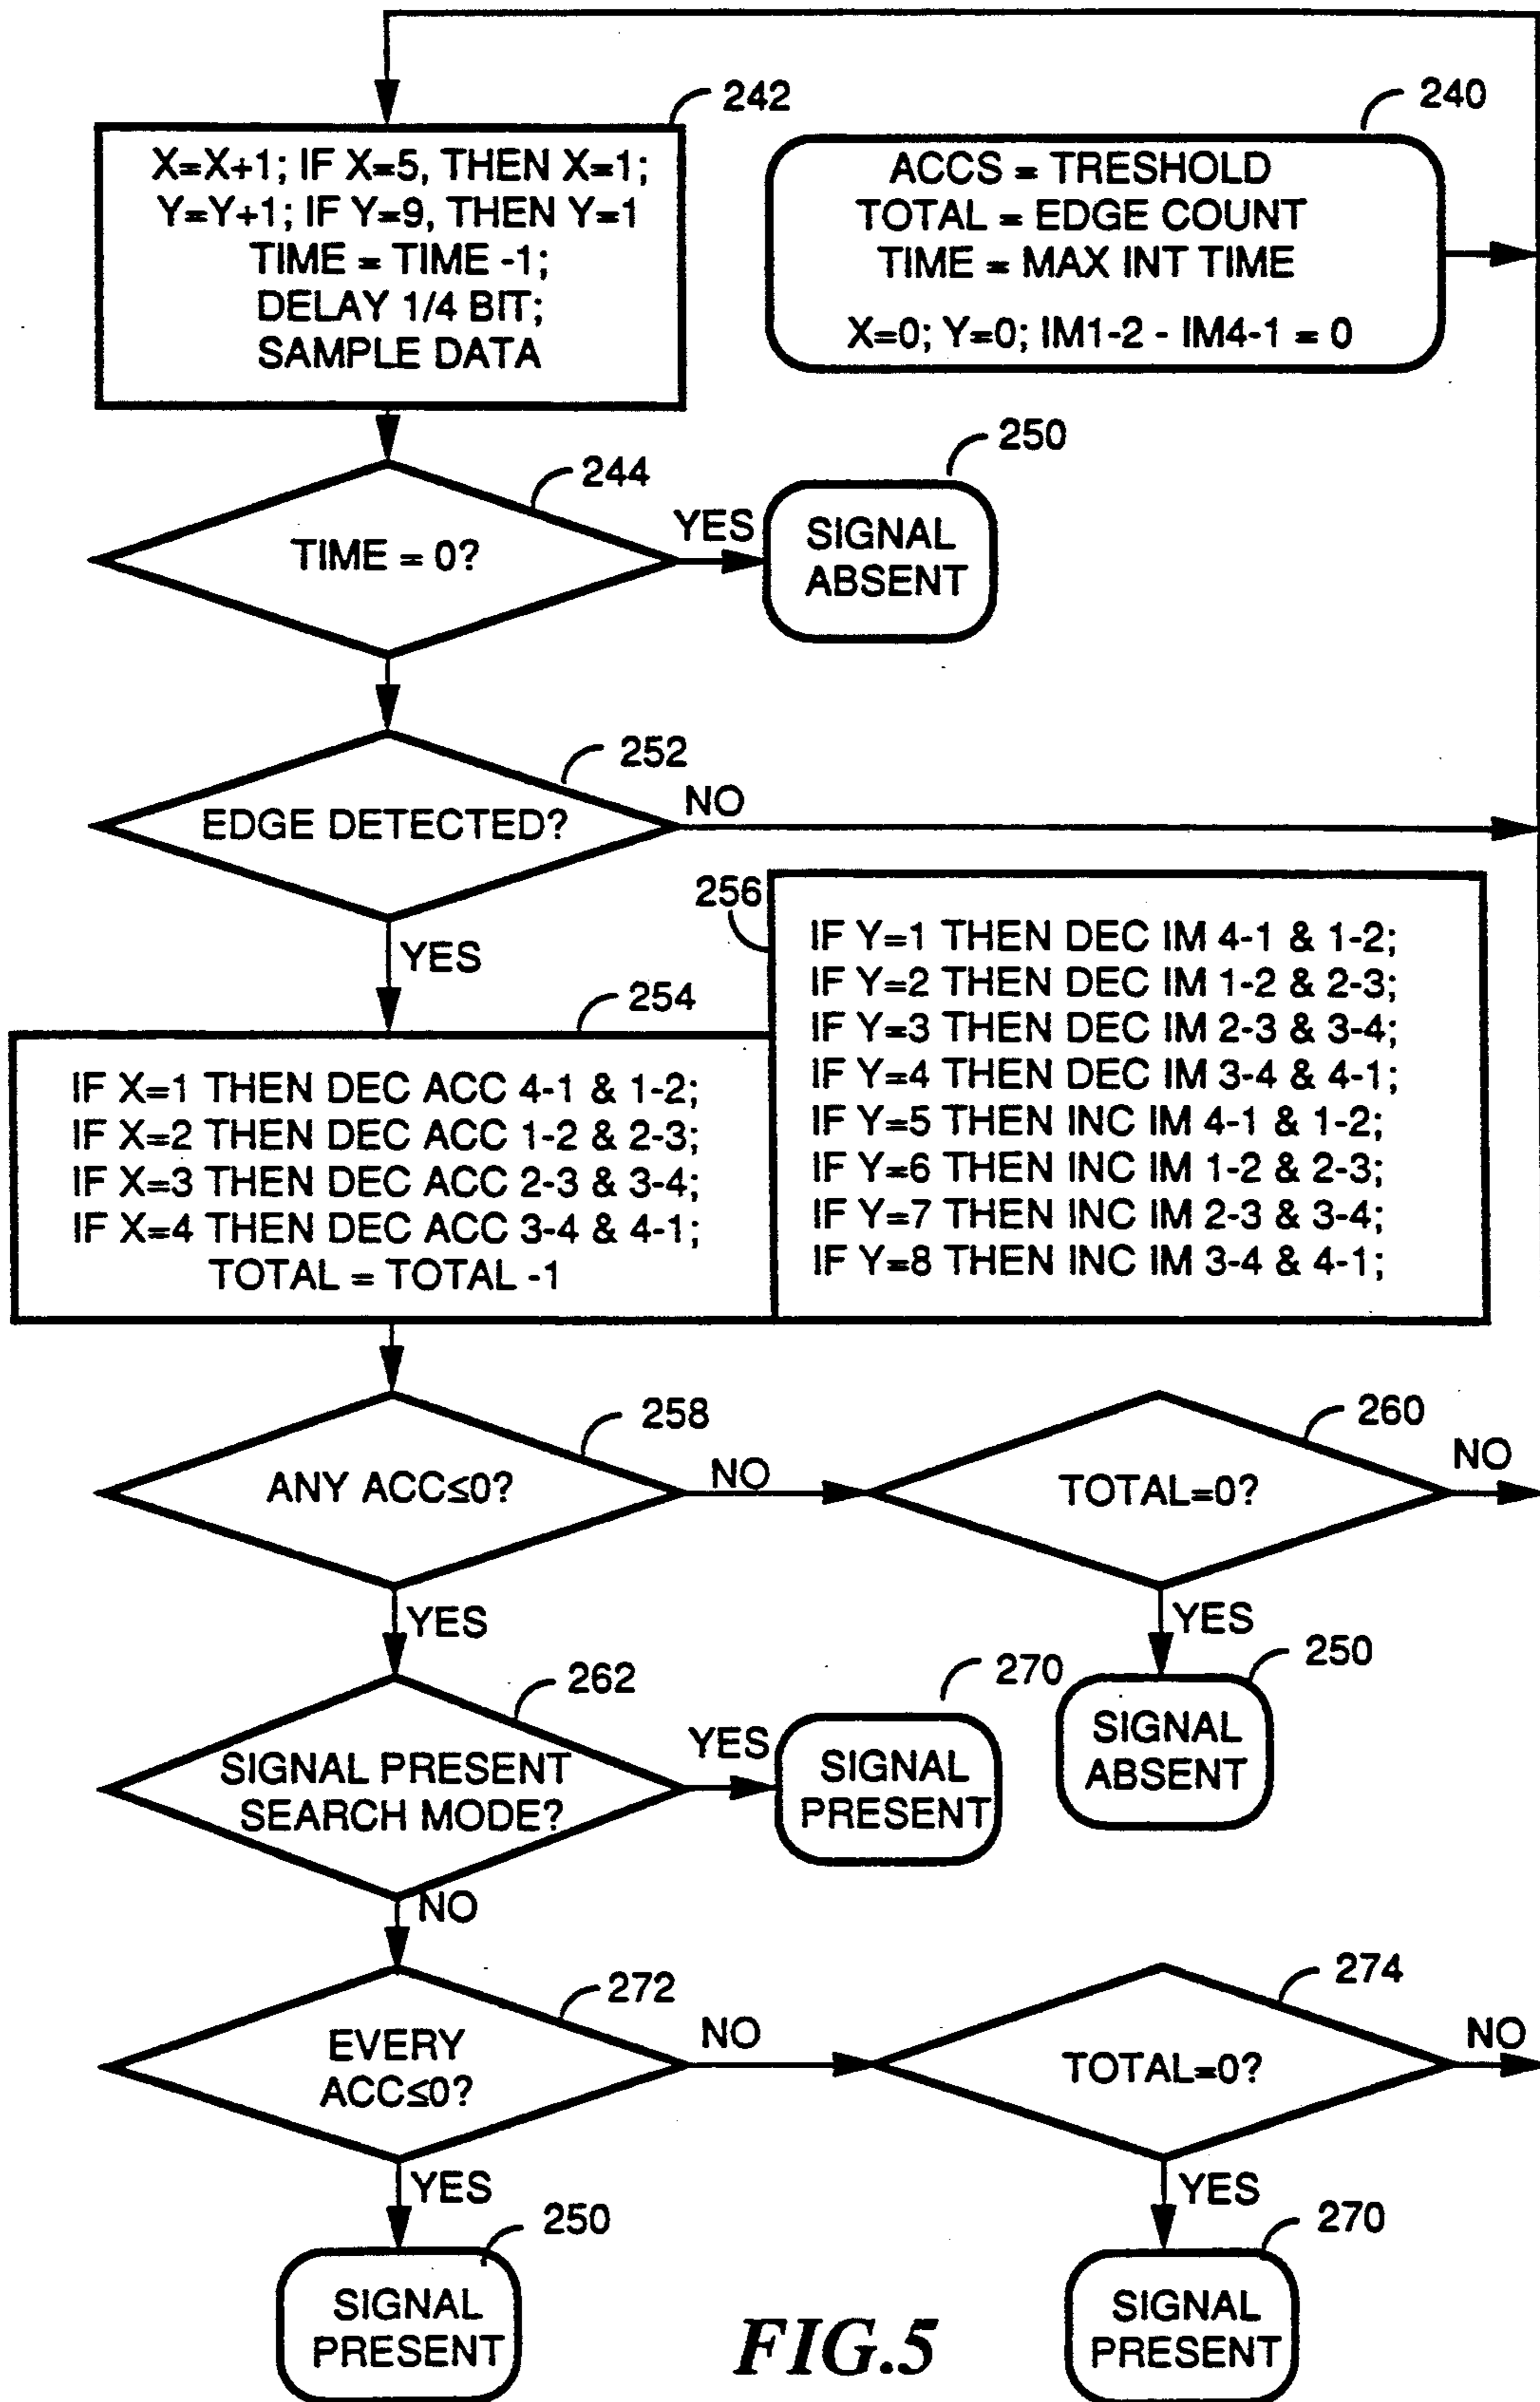 242
X=X+1; IF X=5, THEN X=1;
Y=Y+1; IF Y=9, THEN Y=1
TIME = TIME -1;
DELAY 1/4 BIT;
SAMPLE DATA
240
ACCS = TRESHOLD
TOTAL = EDGE COUNT
TIME = MAX INT TIME
X=0; Y=0; IM1-2 - IM4-1 = 0
244
TIME = 0?
YES
250
SIGNAL
ABSENT
252
EDGE DETECTED?
NO
YES
254
IF X=1 THEN DEC ACC 4-1 & 1-2;
IF X=2 THEN DEC ACC 1-2 & 2-3;
IF X=3 THEN DEC ACC 2-3 & 3-4;
IF X=4 THEN DEC ACC 3-4 & 4-1;
TOTAL = TOTAL -1
256
IF Y=1 THEN DEC IM 4-1 & 1-2;
IF Y=2 THEN DEC IM 1-2 & 2-3;
IF Y=3 THEN DEC IM 2-3 & 3-4;
IF Y=4 THEN DEC IM 3-4 & 4-1;
IF Y=5 THEN INC IM 4-1 & 1-2;
IF Y=6 THEN INC IM 1-2 & 2-3;
IF Y=7 THEN INC IM 2-3 & 3-4;
IF Y=8 THEN INC IM 3-4 & 4-1;
258
ANY ACC≤0?
NO
260
TOTAL=0?
NO
YES
250
SIGNAL
ABSENT
YES
262
SIGNAL PRESENT
SEARCH MODE?
YES
270
SIGNAL
PRESENT
NO
272
EVERY
ACC≤0?
NO
274
TOTAL=0?
NO
YES
250
SIGNAL
PRESENT
YES
270
SIGNAL
PRESENT
FIG.5